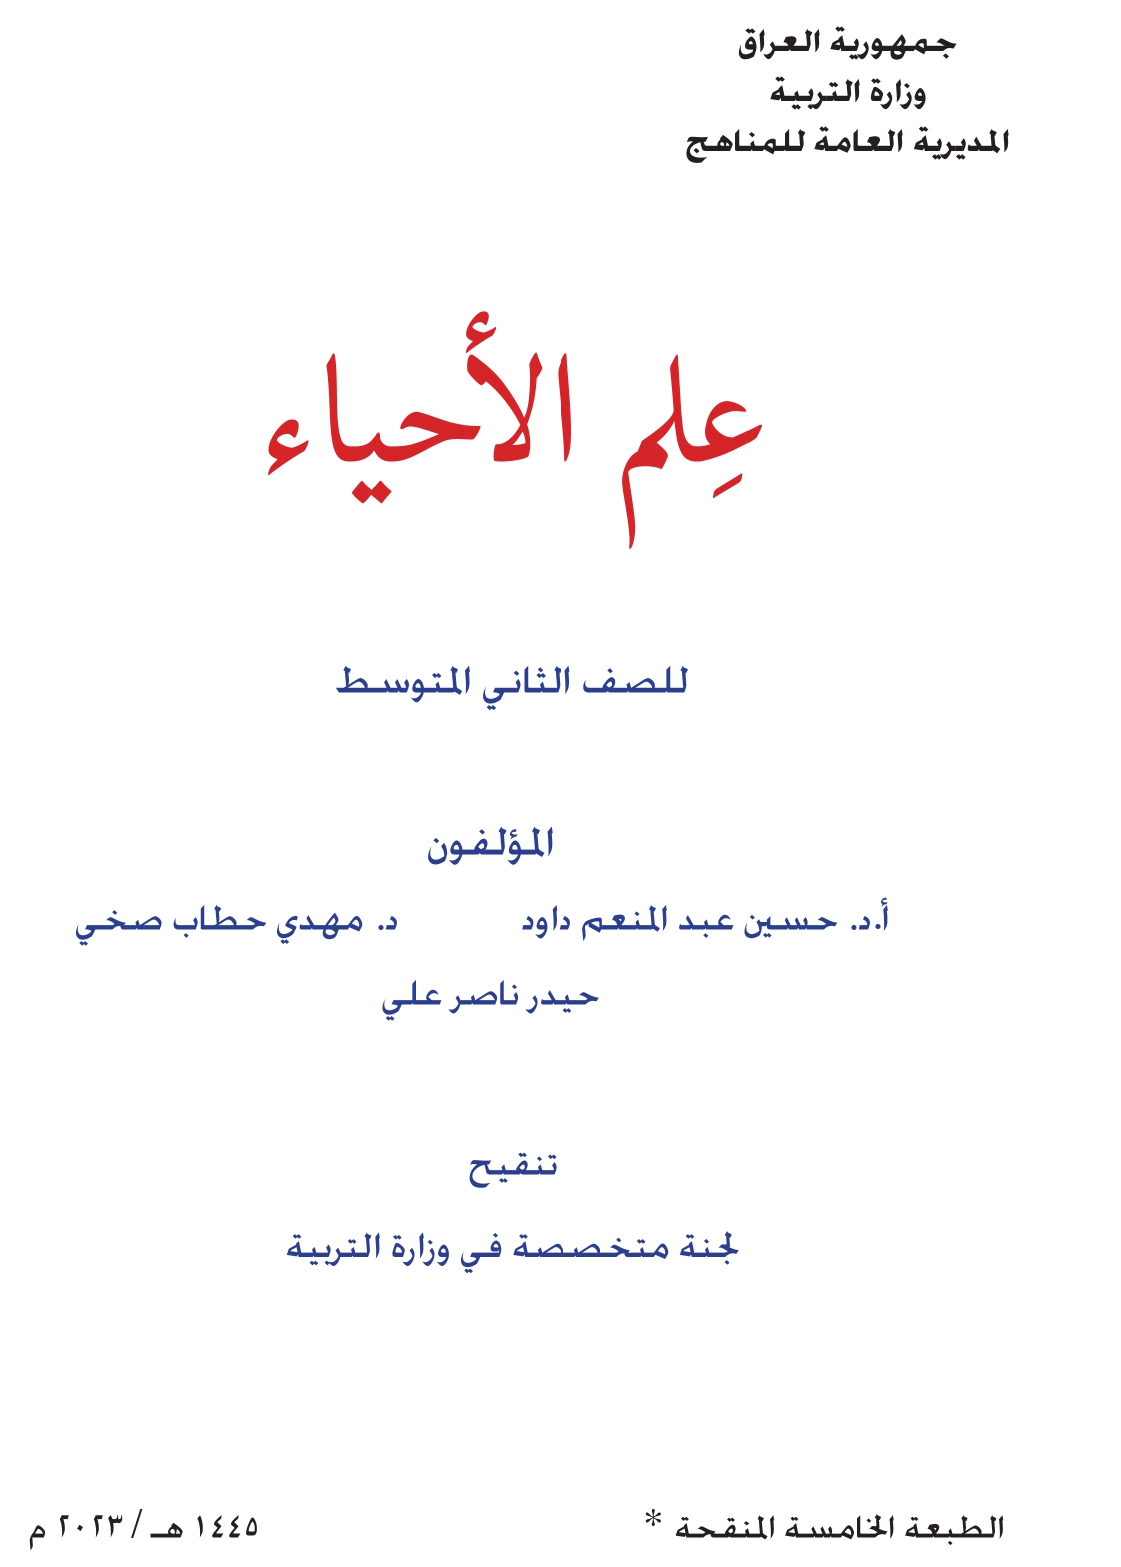 جمهورية العراق
وزارة التربية
المديرية العامة للمناهج
عِلم الأحياء
للصف الثاني المتوسط
المؤلفون
أ.د. حسين عبد المنعم داود د. مهدي حطاب صخي
حيدر ناصر علي
تنقيح
لجنة متخصصة في وزارة التربية
الطبعة الخامسة المنقحة * ١٤٤٥ هـ / ٢٠٢٣ م